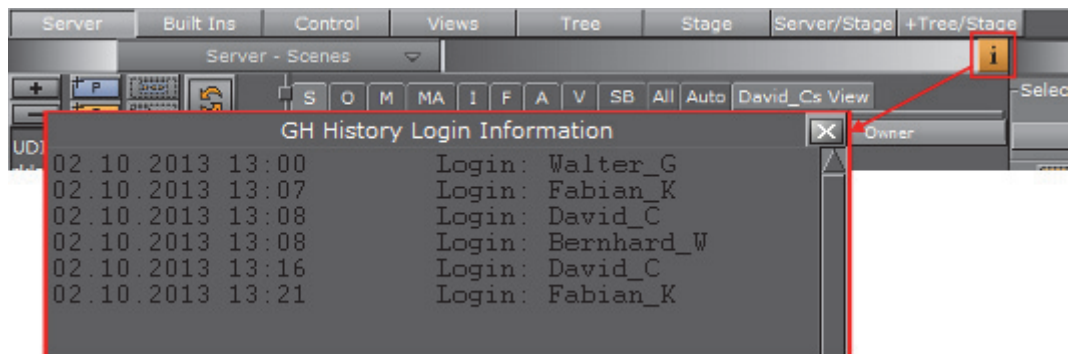 Server Built Ins Control Views Tree Stage Server/Stage +Tree/Stage
Server - Scenes i
+ P S O M MA I F A V SB All Auto David_Cs View Selec
GH History Login Information X Owner
02.10.2013 13:00 Login: Walter_G
02.10.2013 13:07 Login: Fabian_K
02.10.2013 13:08 Login: David_C
02.10.2013 13:08 Login: Bernhard_W
02.10.2013 13:16 Login: David_C
02.10.2013 13:21 Login: Fabian_K